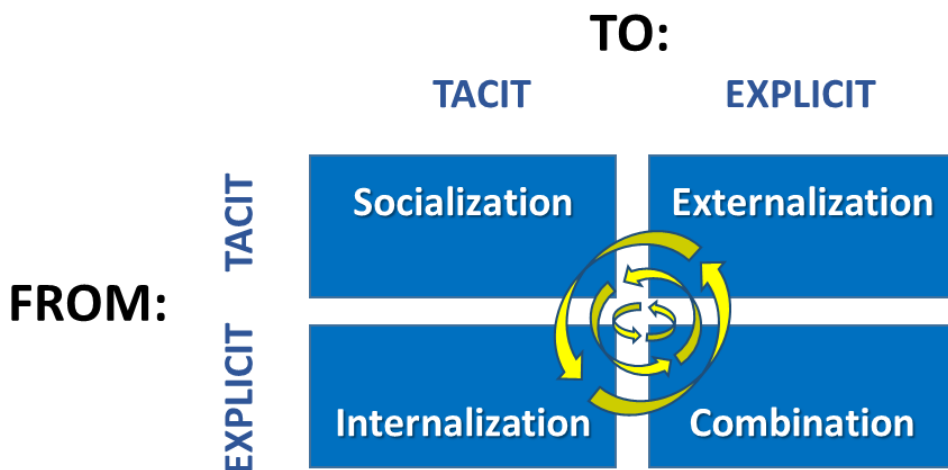 TO:
TACIT EXPLICIT
TACIT
Socialization Externalization
FROM:
EXPLICIT
Internalization Combination